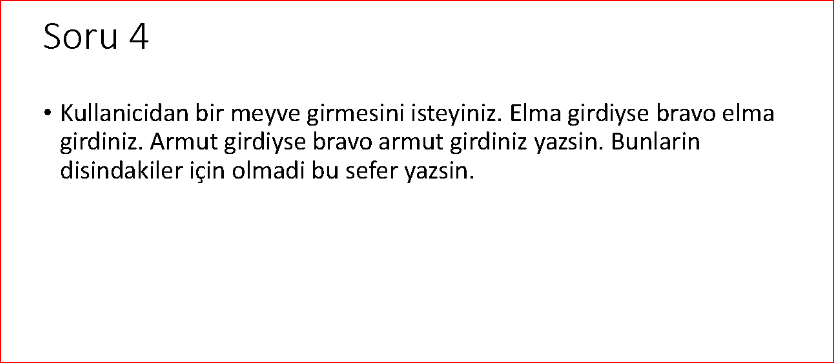 Soru 4
• Kullanicidan bir meyve girmesini isteyiniz. Elma girdiyse bravo elma
girdiniz. Armut girdiyse bravo armut girdiniz yazsin. Bunlarin
disindakiler için olmadi bu sefer yazsin.